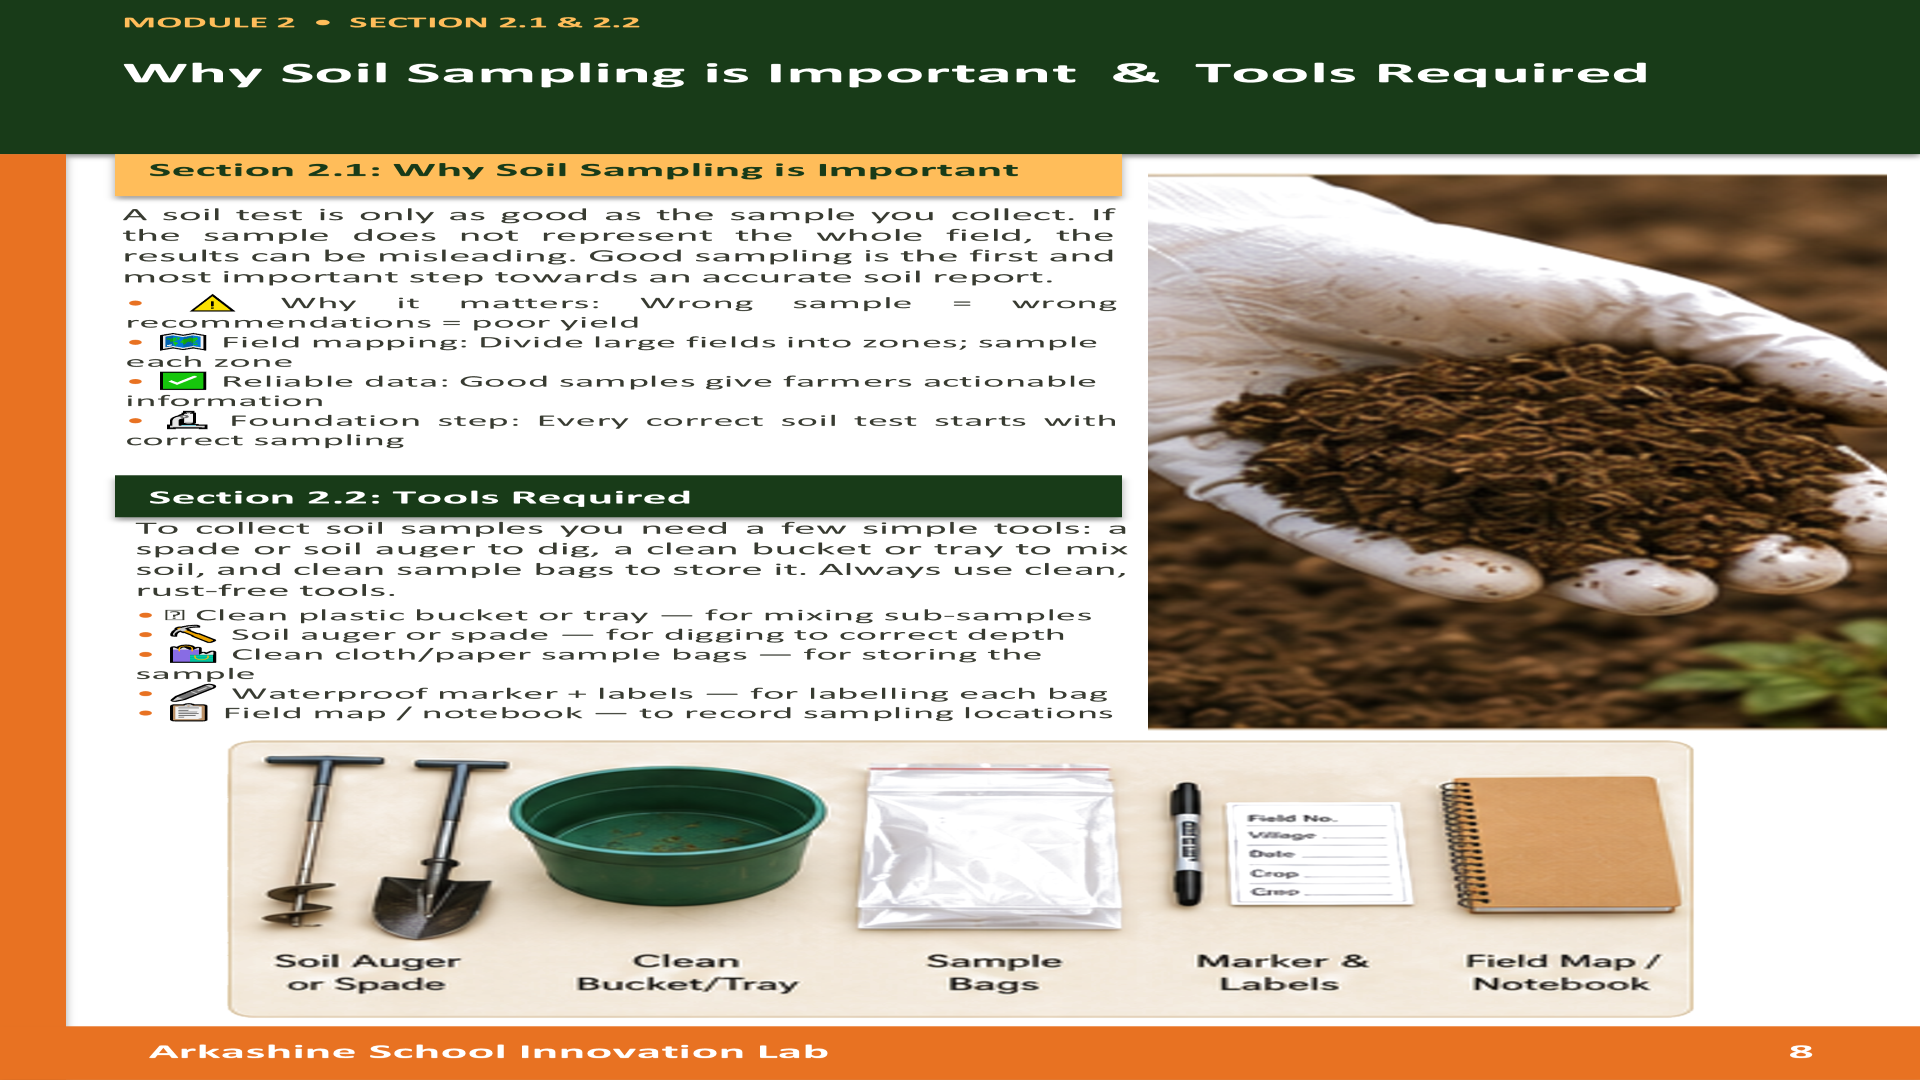 MODULE 2 • SECTION 2.1 & 2.2
Why Soil Sampling is Important & Tools Required
Section 2.1: Why Soil Sampling is Important
A soil test is only as good as the sample you collect. If
the sample does not represent the whole field, the
results can be misleading. Good sampling is the first and
most important step towards an accurate soil report.
• ⚠️ Why it matters: Wrong sample = wrong
recommendations = poor yield
• 🗺️ Field mapping: Divide large fields into zones; sample
each zone
• ✅ Reliable data: Good samples give farmers actionable
information
• Foundation step: Every correct soil test starts with
correct sampling
Section 2.2: Tools Required
To collect soil samples you need a few simple tools: a
spade or soil auger to dig, a clean bucket or tray to mix
soil, and clean sample bags to store it. Always use clean,
rust-free tools.
• Clean plastic bucket or tray — for mixing sub-samples
• 🔨 Soil auger or spade — for digging to correct depth
• 🛍️ Clean cloth/paper sample bags — for storing the
sample
• Waterproof marker + labels — for labelling each bag
• 📋 Field map / notebook — to record sampling locations
Field No.
Village
Date
Crop
Crop
Soil Auger
or Spade
Clean
Bucket/Tray
Sample
Bags
Marker &
Labels
Field Map /
Notebook
Arkashine School Innovation Lab
8